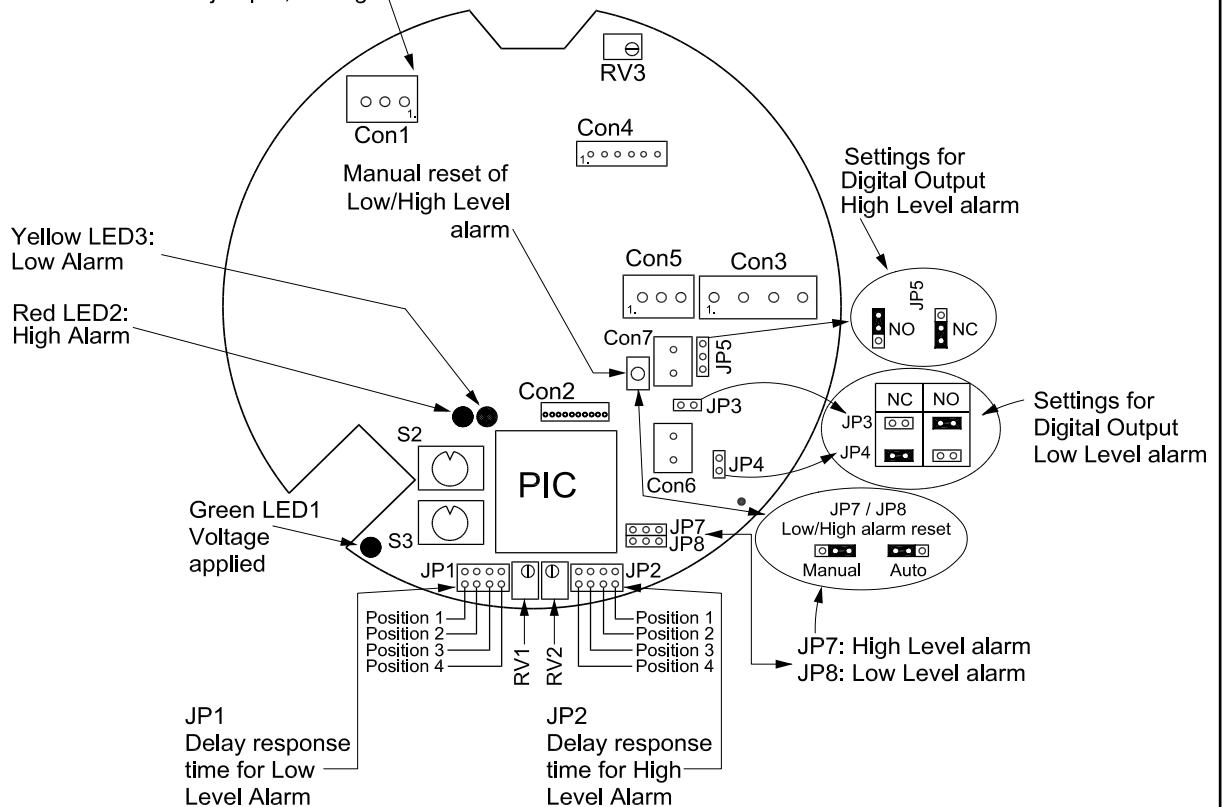 RV3
Con1
1.
Con4
1.
Manual reset of
Low/High Level
alarm
Settings for
Digital Output
High Level alarm
Yellow LED3:
Low Alarm
Red LED2:
High Alarm
Con5
1.
Con3
1.
Con7
JP5
JP5
NO
NC
Con2
JP3
NC
NO
JP3
JP4
Settings for
Digital Output
Low Level alarm
S2
PIC
Con6
JP4
Green LED1
Voltage
applied
S3
JP7
JP8
JP7 / JP8
Low/High alarm reset
Manual
Auto
JP1
JP2
Position 1
Position 2
Position 3
Position 4
RV1
RV2
Position 1
Position 2
Position 3
Position 4
JP7: High Level alarm
JP8: Low Level alarm
JP1
Delay response
time for Low
Level Alarm
JP2
Delay response
time for High
Level Alarm